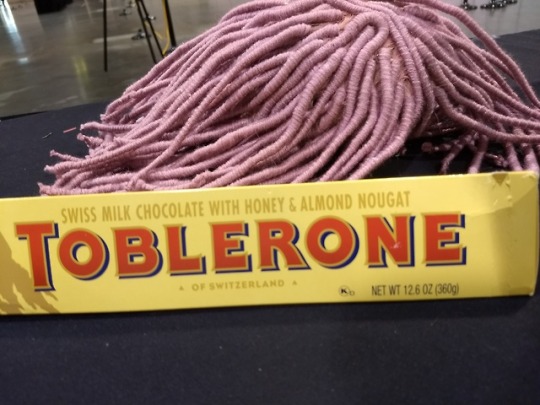 SWISS MILK CHOCOLATE WITH HONEY & ALMOND NOUGAT
TOBLERONE
OF SWITZERLAND
K D NET WT 12.6 OZ (360g)